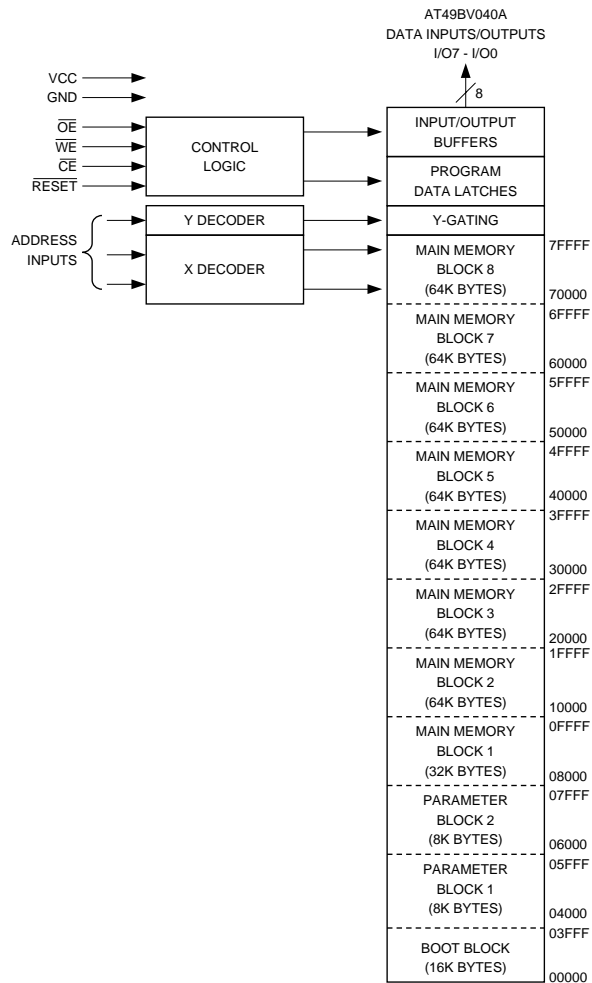 AT49BV040A
DATA INPUTS/OUTPUTS
I/O7 - I/O0
8
VCC
GND
OE
WE
CE
RESET
CONTROL
LOGIC
INPUT/OUTPUT
BUFFERS
PROGRAM
DATA LATCHES
ADDRESS
INPUTS
Y DECODER
Y-GATING
X DECODER
MAIN MEMORY
BLOCK 8
(64K BYTES)
7FFFF
70000
MAIN MEMORY
BLOCK 7
(64K BYTES)
6FFFF
60000
MAIN MEMORY
BLOCK 6
(64K BYTES)
5FFFF
50000
MAIN MEMORY
BLOCK 5
(64K BYTES)
4FFFF
40000
MAIN MEMORY
BLOCK 4
(64K BYTES)
3FFFF
30000
MAIN MEMORY
BLOCK 3
(64K BYTES)
2FFFF
20000
MAIN MEMORY
BLOCK 2
(64K BYTES)
1FFFF
10000
MAIN MEMORY
BLOCK 1
(32K BYTES)
0FFFF
08000
PARAMETER
BLOCK 2
(8K BYTES)
07FFF
06000
PARAMETER
BLOCK 1
(8K BYTES)
05FFF
04000
BOOT BLOCK
(16K BYTES)
03FFF
00000